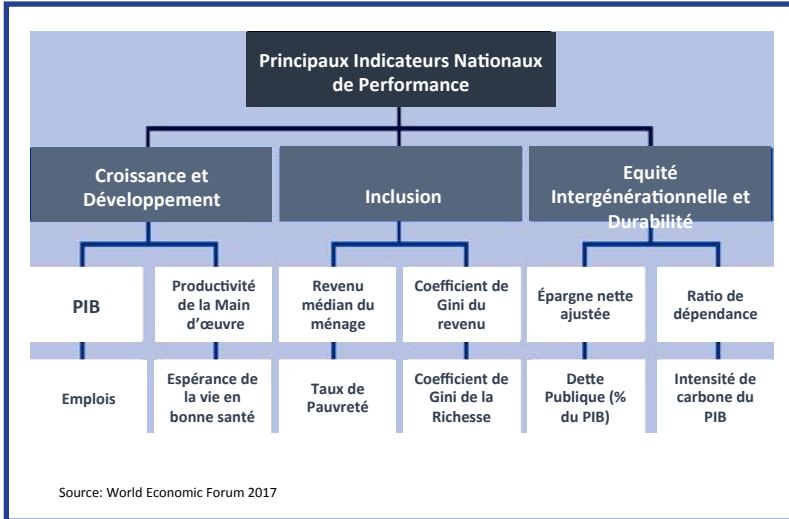 Principaux Indicateurs Nationaux
de Performance
Croissance et
Développement
Inclusion
Equité
Intergénérationnelle et
Durabilité
PIB
Productivité
de la Main
d’œuvre
Revenu
médian du
ménage
Coefficient de
Gini du
revenu
Épargne nette
ajustée
Ratio de
dépendance
Emplois
Espérance de
la vie en
bonne santé
Taux de
Pauvreté
Coefficient de
Gini de la
Richesse
Dette
Publique (%
du PIB)
Intensité de
carbone du
PIB
Source: World Economic Forum 2017